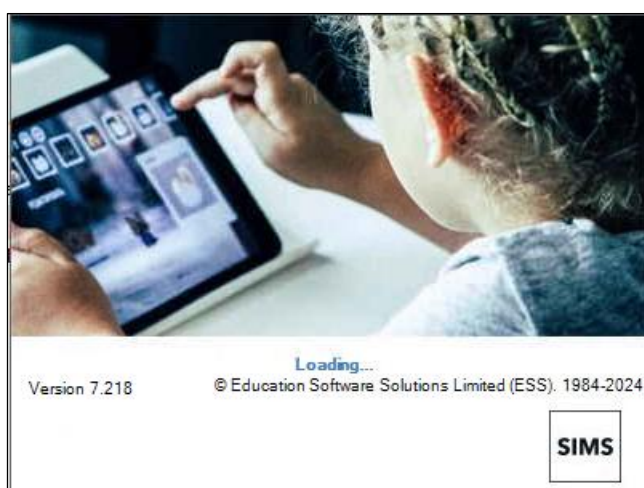 Loading...
Version 7.218
© Education Software Solutions Limited (ESS). 1984-2024
SIMS